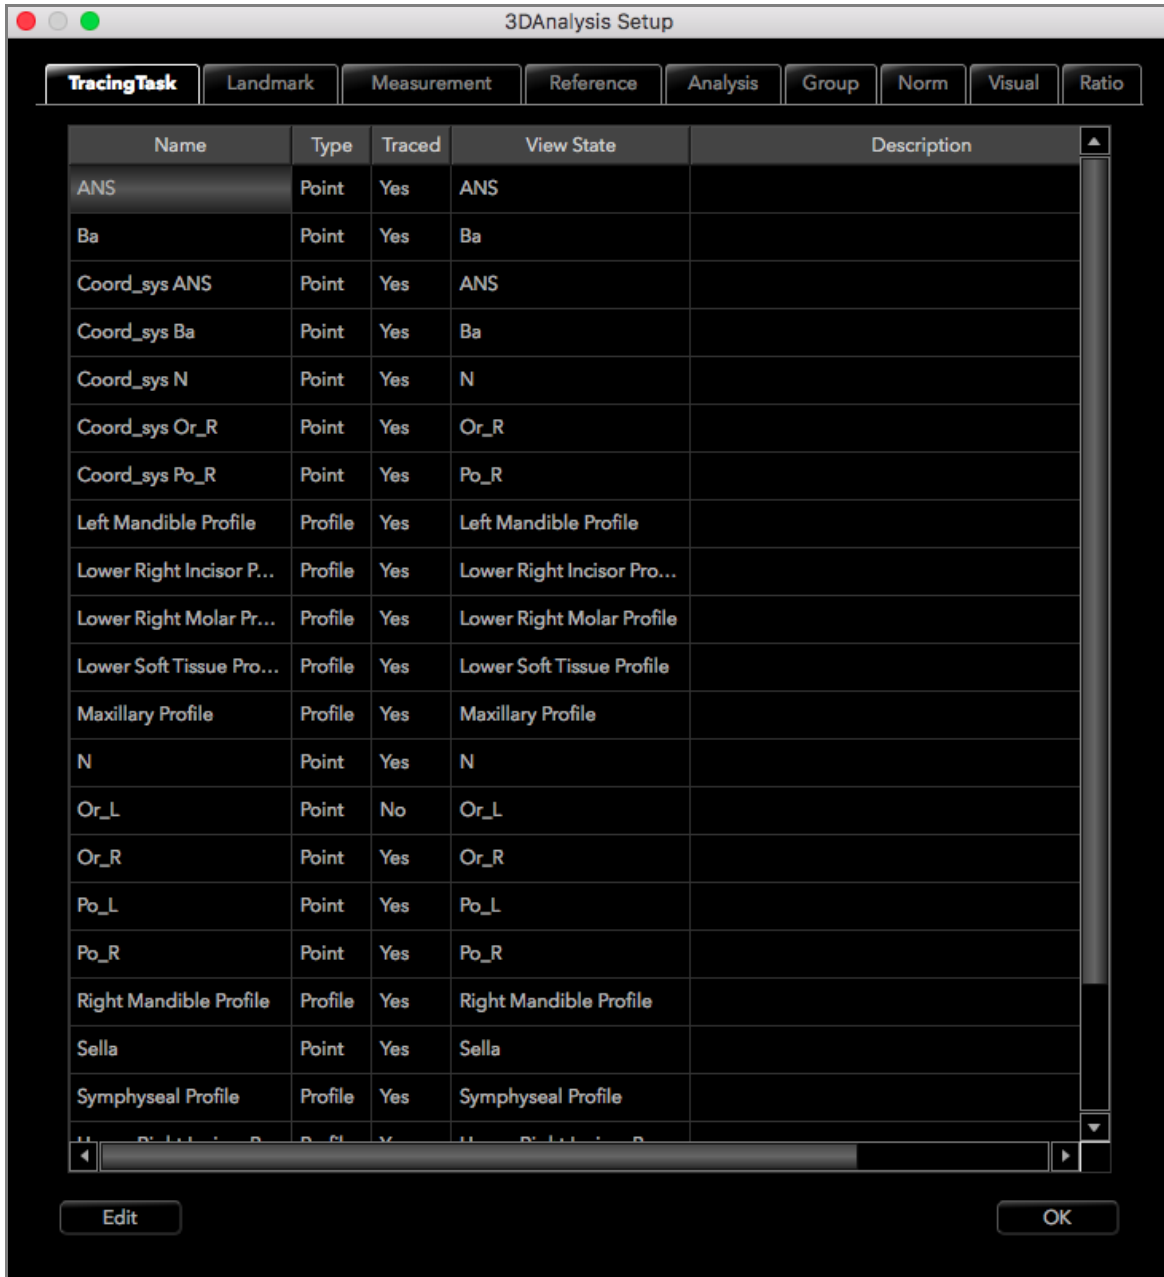 3DAnalysis Setup
TracingTask Landmark Measurement Reference Analysis Group Norm Visual Ratio
Name Type Traced View State Description
ANS Point Yes ANS
Ba Point Yes Ba
Coord_sys ANS Point Yes ANS
Coord_sys Ba Point Yes Ba
Coord_sys N Point Yes N
Coord_sys Or_R Point Yes Or_R
Coord_sys Po_R Point Yes Po_R
Left Mandible Profile Profile Yes Left Mandible Profile
Lower Right Incisor P... Profile Yes Lower Right Incisor Pro...
Lower Right Molar Pr... Profile Yes Lower Right Molar Profile
Lower Soft Tissue Pro... Profile Yes Lower Soft Tissue Profile
Maxillary Profile Profile Yes Maxillary Profile
N Point Yes N
Or_L Point No Or_L
Or_R Point Yes Or_R
Po_L Point Yes Po_L
Po_R Point Yes Po_R
Right Mandible Profile Profile Yes Right Mandible Profile
Sella Point Yes Sella
Symphyseal Profile Profile Yes Symphyseal Profile
Edit OK